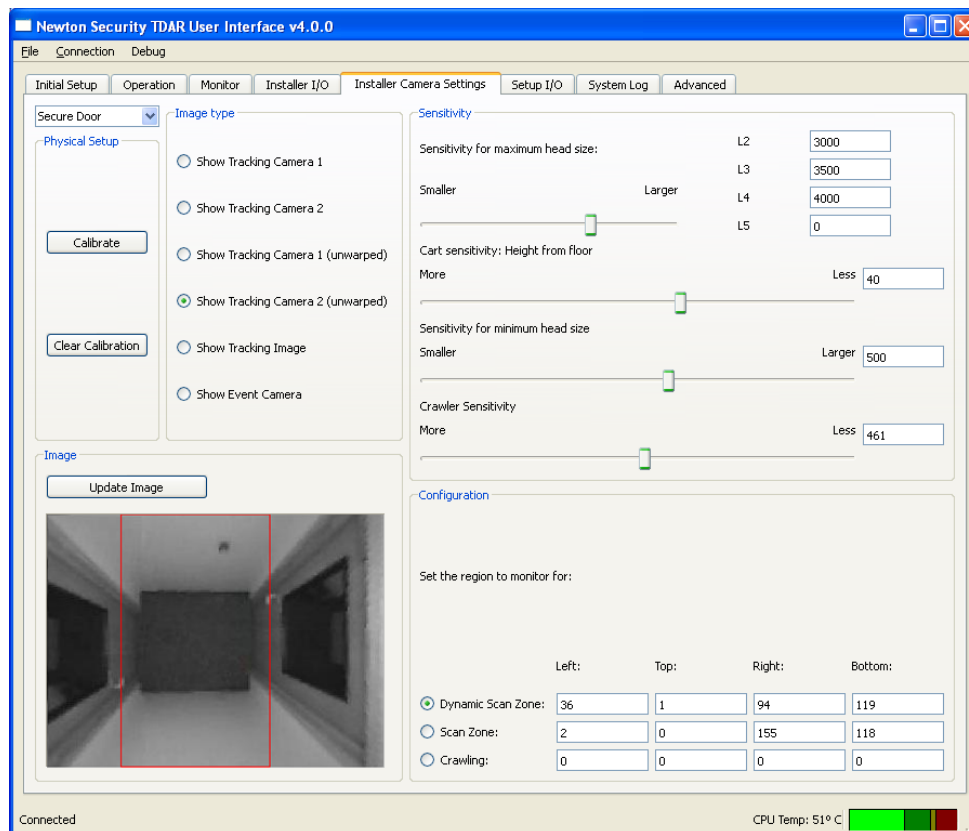 Newton Security TDAR User Interface v4.0.0
File Connection Debug
Initial Setup Operation Monitor Installer I/O Installer Camera Settings Setup I/O System Log Advanced
Secure Door
Physical Setup
Calibrate
Clear Calibration
Image type
Show Tracking Camera 1
Show Tracking Camera 2
Show Tracking Camera 1 (unwarped)
Show Tracking Camera 2 (unwarped)
Show Tracking Image
Show Event Camera
Sensitivity
Sensitivity for maximum head size:
Smaller Larger
L2 3000
L3 3500
L4 4000
L5 0
Cart sensitivity: Height from floor
More Less 40
Sensitivity for minimum head size
Smaller Larger 500
Crawler Sensitivity
More Less 461
Image
Update Image
Configuration
Set the region to monitor for:
Left: Top: Right: Bottom:
Dynamic Scan Zone: 36 1 94 119
Scan Zone: 2 0 155 118
Crawling: 0 0 0 0
Connected CPU Temp: 51º C